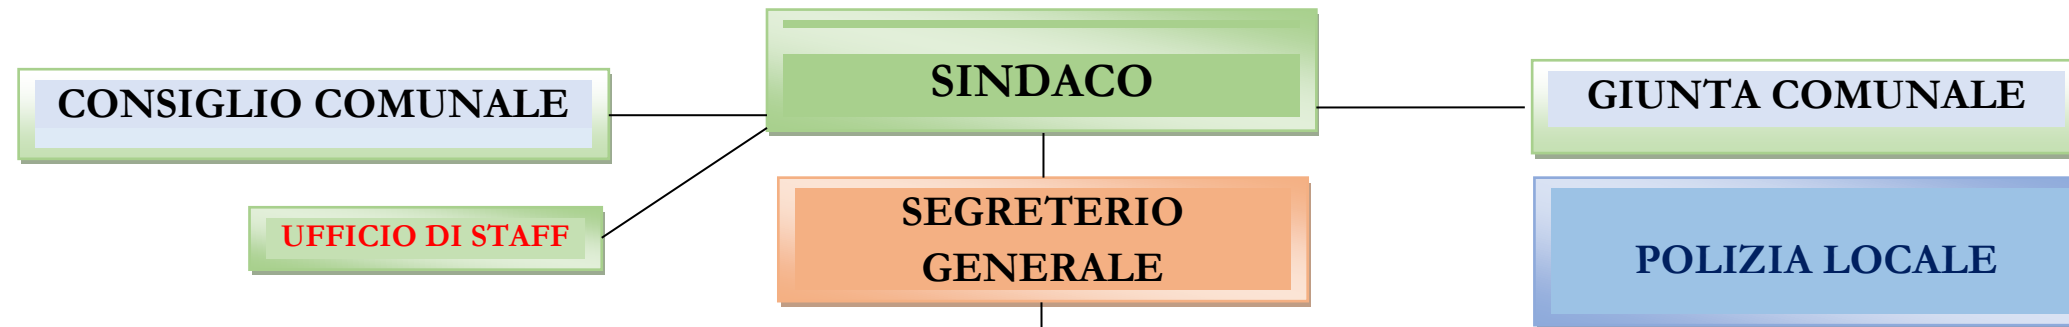 SINDACO
CONSIGLIO COMUNALE
GIUNTA COMUNALE
UFFICIO DI STAFF
SEGRETERIO
GENERALE
POLIZIA LOCALE